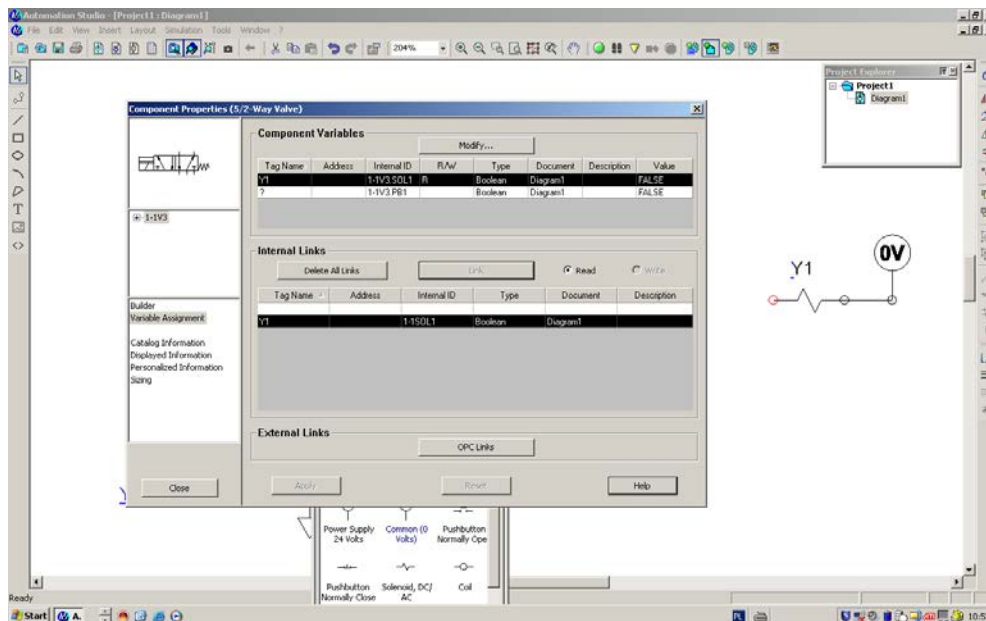 Automation Studio - [Project1 : Diagram1]
File Edit View Insert Layout Simulation Tools Window ?
204%
Project Explorer
Project1
Diagram1
Component Properties (5/2-Way Valve)
Component Variables
Modify...
Tag Name Address Internal ID R/W Type Document Description Value
Y1 1-1V3.SOL1 R Boolean Diagram1 FALSE
? 1-1V3.PB1 Boolean Diagram1 FALSE
1-1V3
Internal Links
Delete All Links Link Read Write
Tag Name Address Internal ID Type Document Description
Y1 1-1SOL1 Boolean Diagram1
Builder
Variable Assignment
Catalog Information
Displayed Information
Personalized Information
Sizing
External Links
OPC Links
Close Apply Reset Help
Y1
0V
Power Supply 24 Volts
Common (0 Volts)
Pushbutton Normally Ope
Pushbutton Normally Close
Solenoid, DC/AC
Coil
Ready
Start A. 10:5